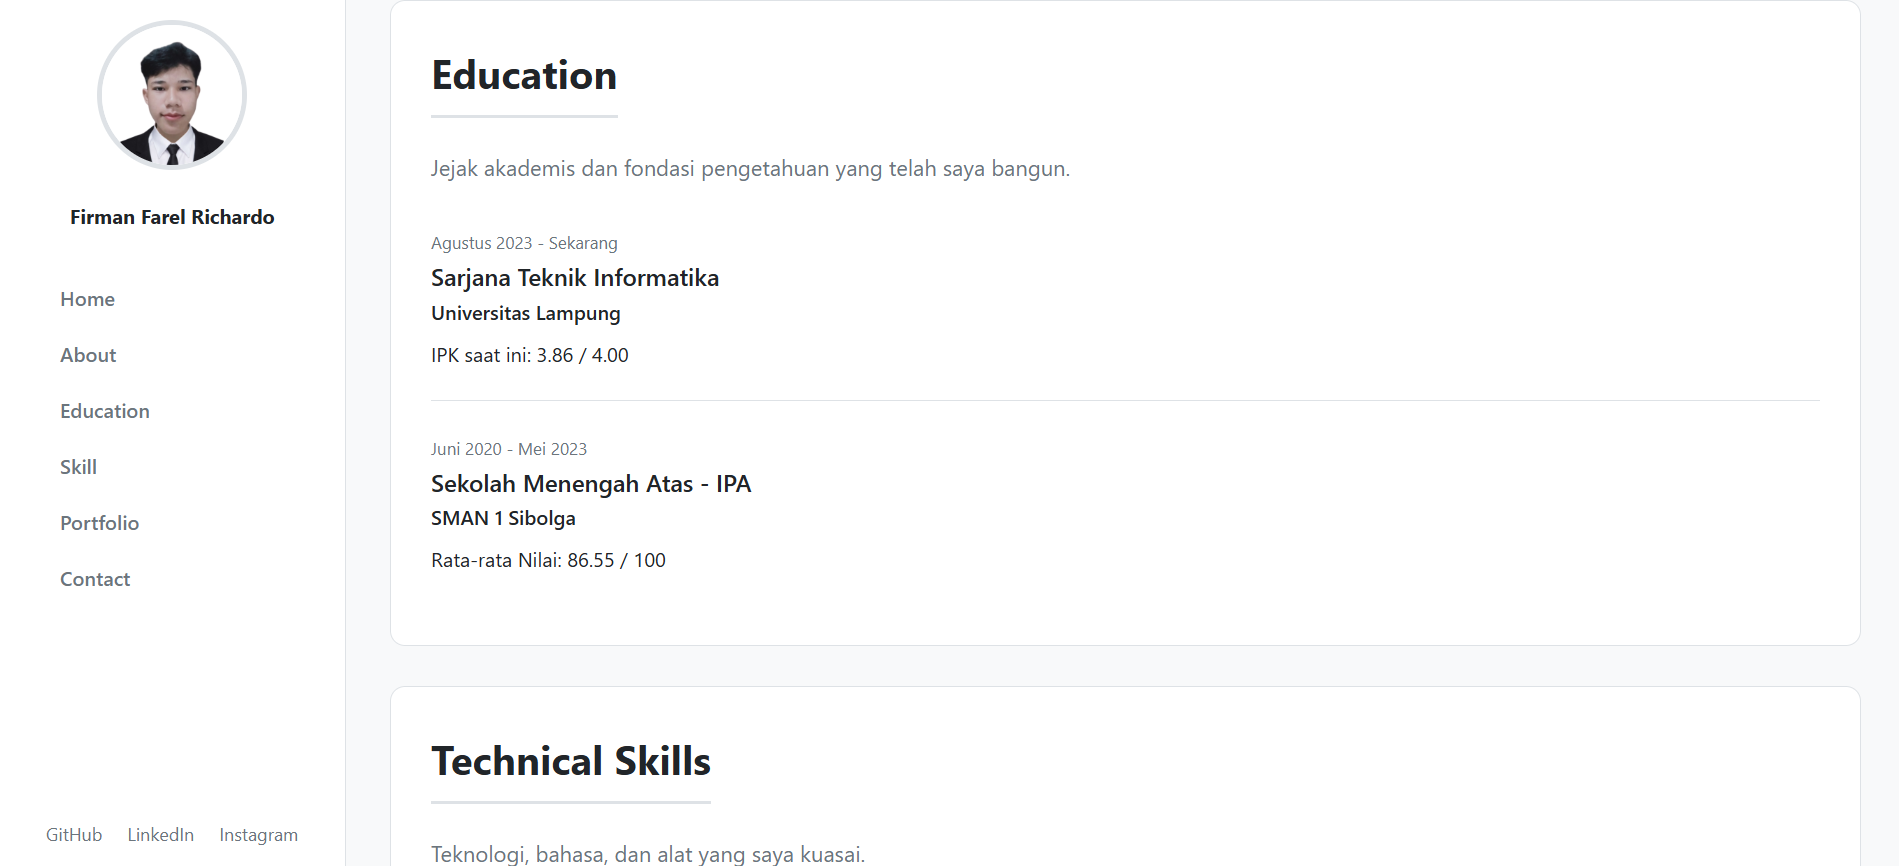 Firman Farel Richardo
Home
About
Education
Skill
Portfolio
Contact
GitHub LinkedIn Instagram
Education
Jejak akademis dan fondasi pengetahuan yang telah saya bangun.
Agustus 2023 - Sekarang
Sarjana Teknik Informatika
Universitas Lampung
IPK saat ini: 3.86 / 4.00
Juni 2020 - Mei 2023
Sekolah Menengah Atas - IPA
SMAN 1 Sibolga
Rata-rata Nilai: 86.55 / 100
Technical Skills
Teknologi, bahasa, dan alat yang saya kuasai.